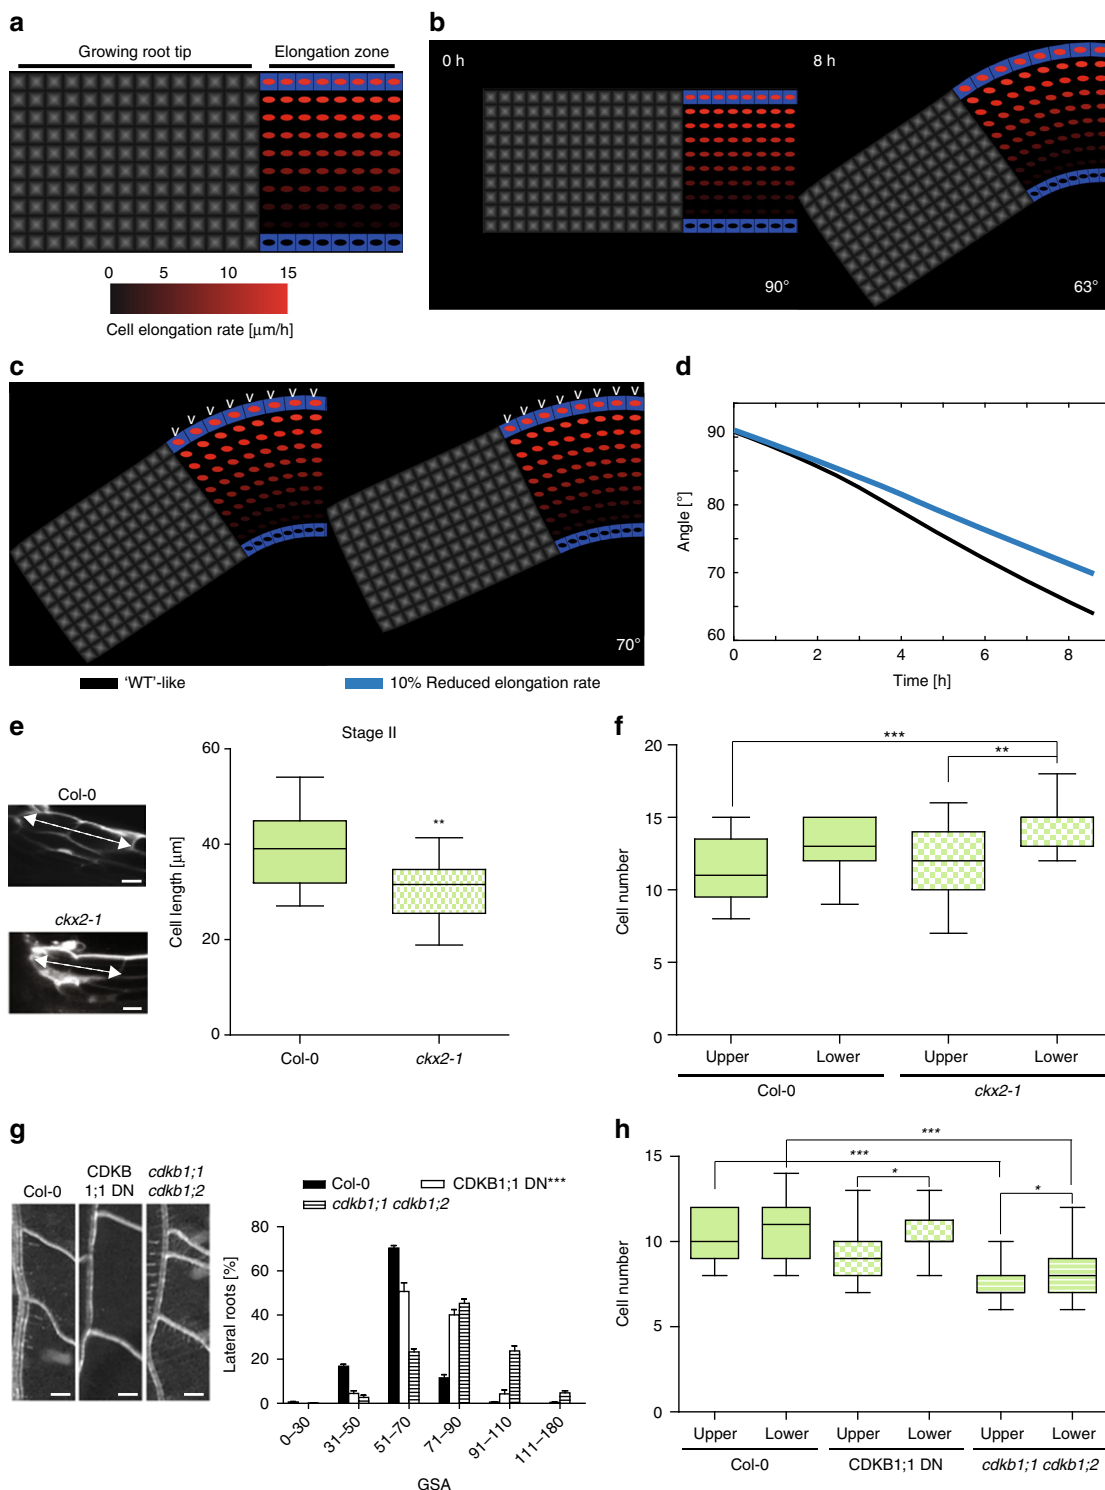 a
Growing root tip
Elongation zone
0 5 10 15
Cell elongation rate [µm/h]
b
0 h
8 h
90°
63°
c
v v v v v v v v
v v v v v v v v
70°
'WT'-like
10% Reduced elongation rate
d
Angle [°]
90
80
70
60
0 2 4 6 8
Time [h]
e
Col-0
ckx2-1
Stage II
Cell length [µm]
60
40
20
0
**
Col-0
ckx2-1
f
Cell number
20
15
10
5
0
***
**
Upper Lower Upper Lower
Col-0 ckx2-1
g
Col-0
CDKB
1;1 DN
cdkb1;1
cdkb1;2
Col-0
CDKB1;1 DN***
cdkb1;1 cdkb1;2
Lateral roots [%]
80
60
40
20
0
0–30 31–50 51–70 71–90 91–110 111–180
GSA
h
Cell number
15
10
5
0
***
***
*
*
Upper Lower Upper Lower Upper Lower
Col-0 CDKB1;1 DN cdkb1;1 cdkb1;2